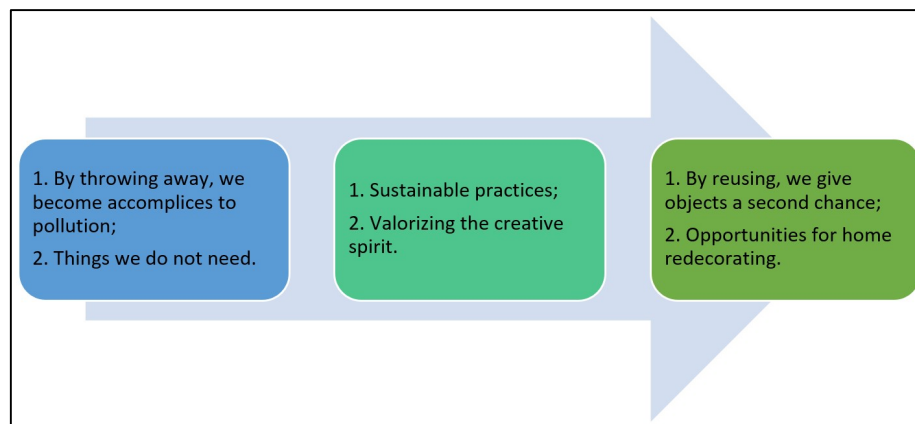 1. By throwing away, we
become accomplices to
pollution;
2. Things we do not need.
1. Sustainable practices;
2. Valorizing the creative
spirit.
1. By reusing, we give
objects a second chance;
2. Opportunities for home
redecorating.